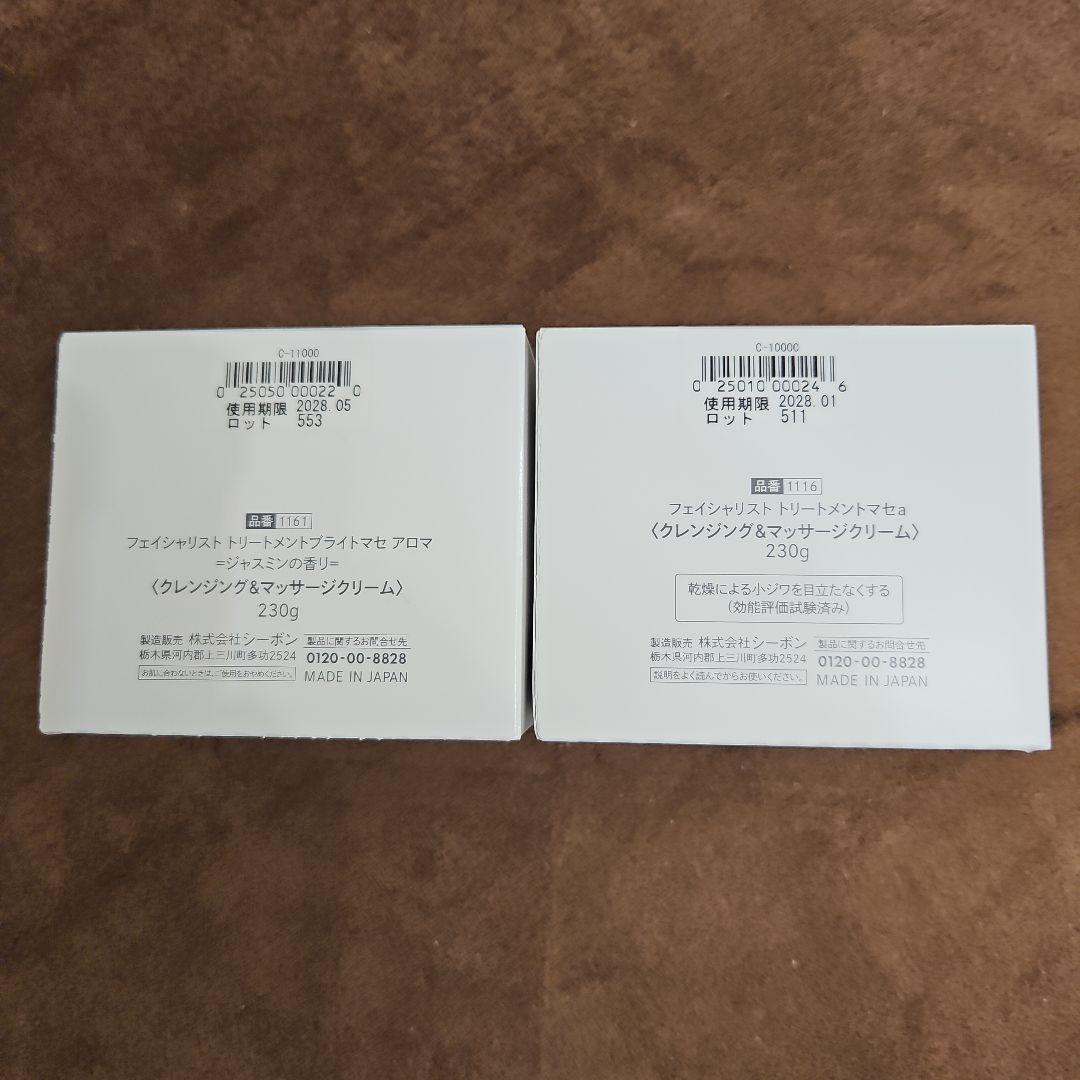 C-11000
0 25050 00022 0
使用期限 2028.05
ロット 553
品番 1161
フェイシャリスト トリートメントブライトマセ アロマ
=ジャスミンの香り=
〈クレンジング&マッサージクリーム〉
230g
製造販売 株式会社シーボン
栃木県河内郡上三川町多功2524
お肌に合わないときは、ご使用をおやめください。
製品に関するお問合せ先
0120-00-8828
MADE IN JAPAN
C-10000
0 25010 00024 6
使用期限 2028.01
ロット 511
品番 1116
フェイシャリスト トリートメントマセa
〈クレンジング&マッサージクリーム〉
230g
乾燥による小ジワを目立たなくする
(効能評価試験済み)
製造販売 株式会社シーボン
栃木県河内郡上三川町多功2524
説明をよく読んでからお使いください。
製品に関するお問合せ先
0120-00-8828
MADE IN JAPAN